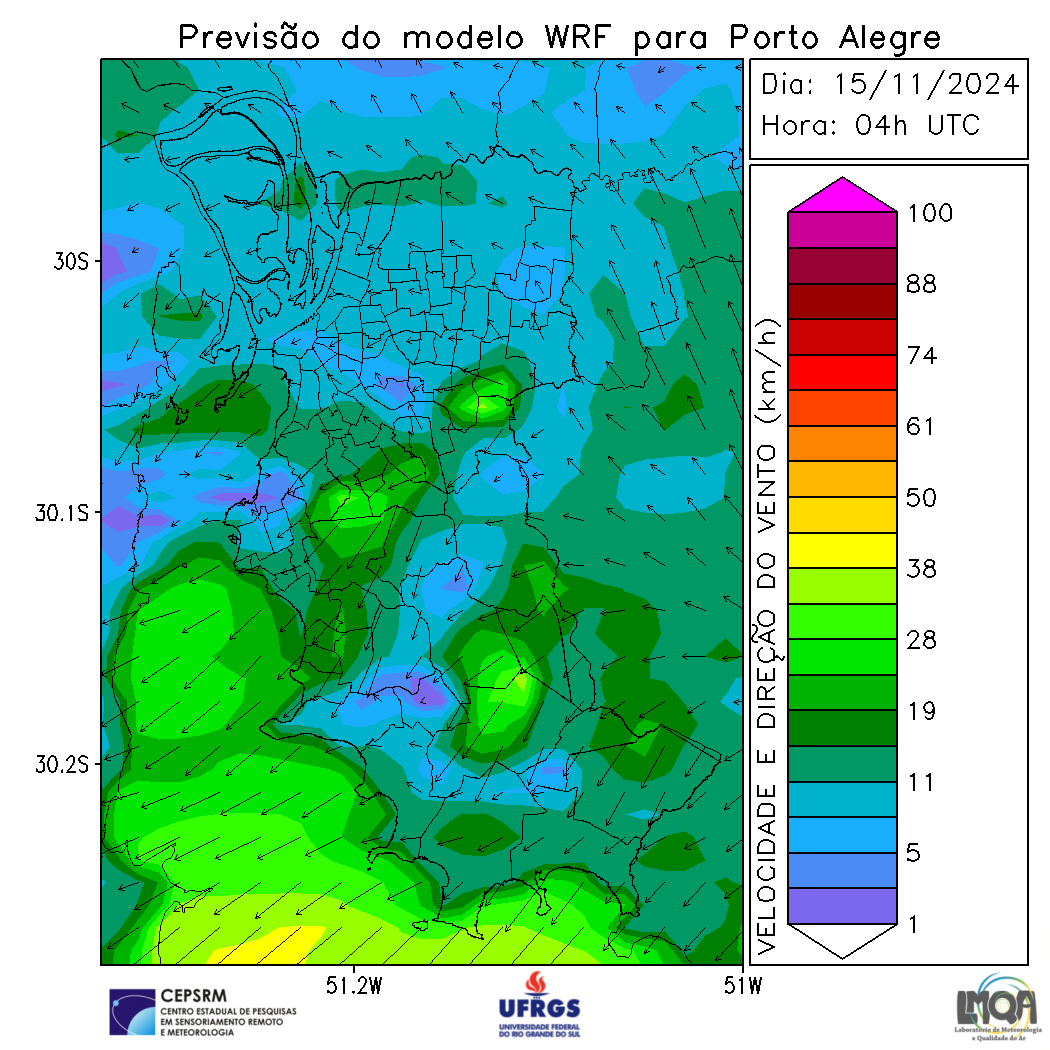 Previsão do modelo WRF para Porto Alegre
Dia: 15/11/2024
Hora: 04h UTC
30S
30.1S
30.2S
51.2W
51W
VELOCIDADE E DIREÇÃO DO VENTO (km/h)
100
88
74
61
50
38
28
19
11
5
1
CEPSRM
CENTRO ESTADUAL DE PESQUISAS
EM SENSORIAMENTO REMOTO
E METEOROLOGIA
UFRGS
UNIVERSIDADE FEDERAL
DO RIO GRANDE DO SUL
LMQA
Laboratório de Meteorologia
e Qualidade do Ar